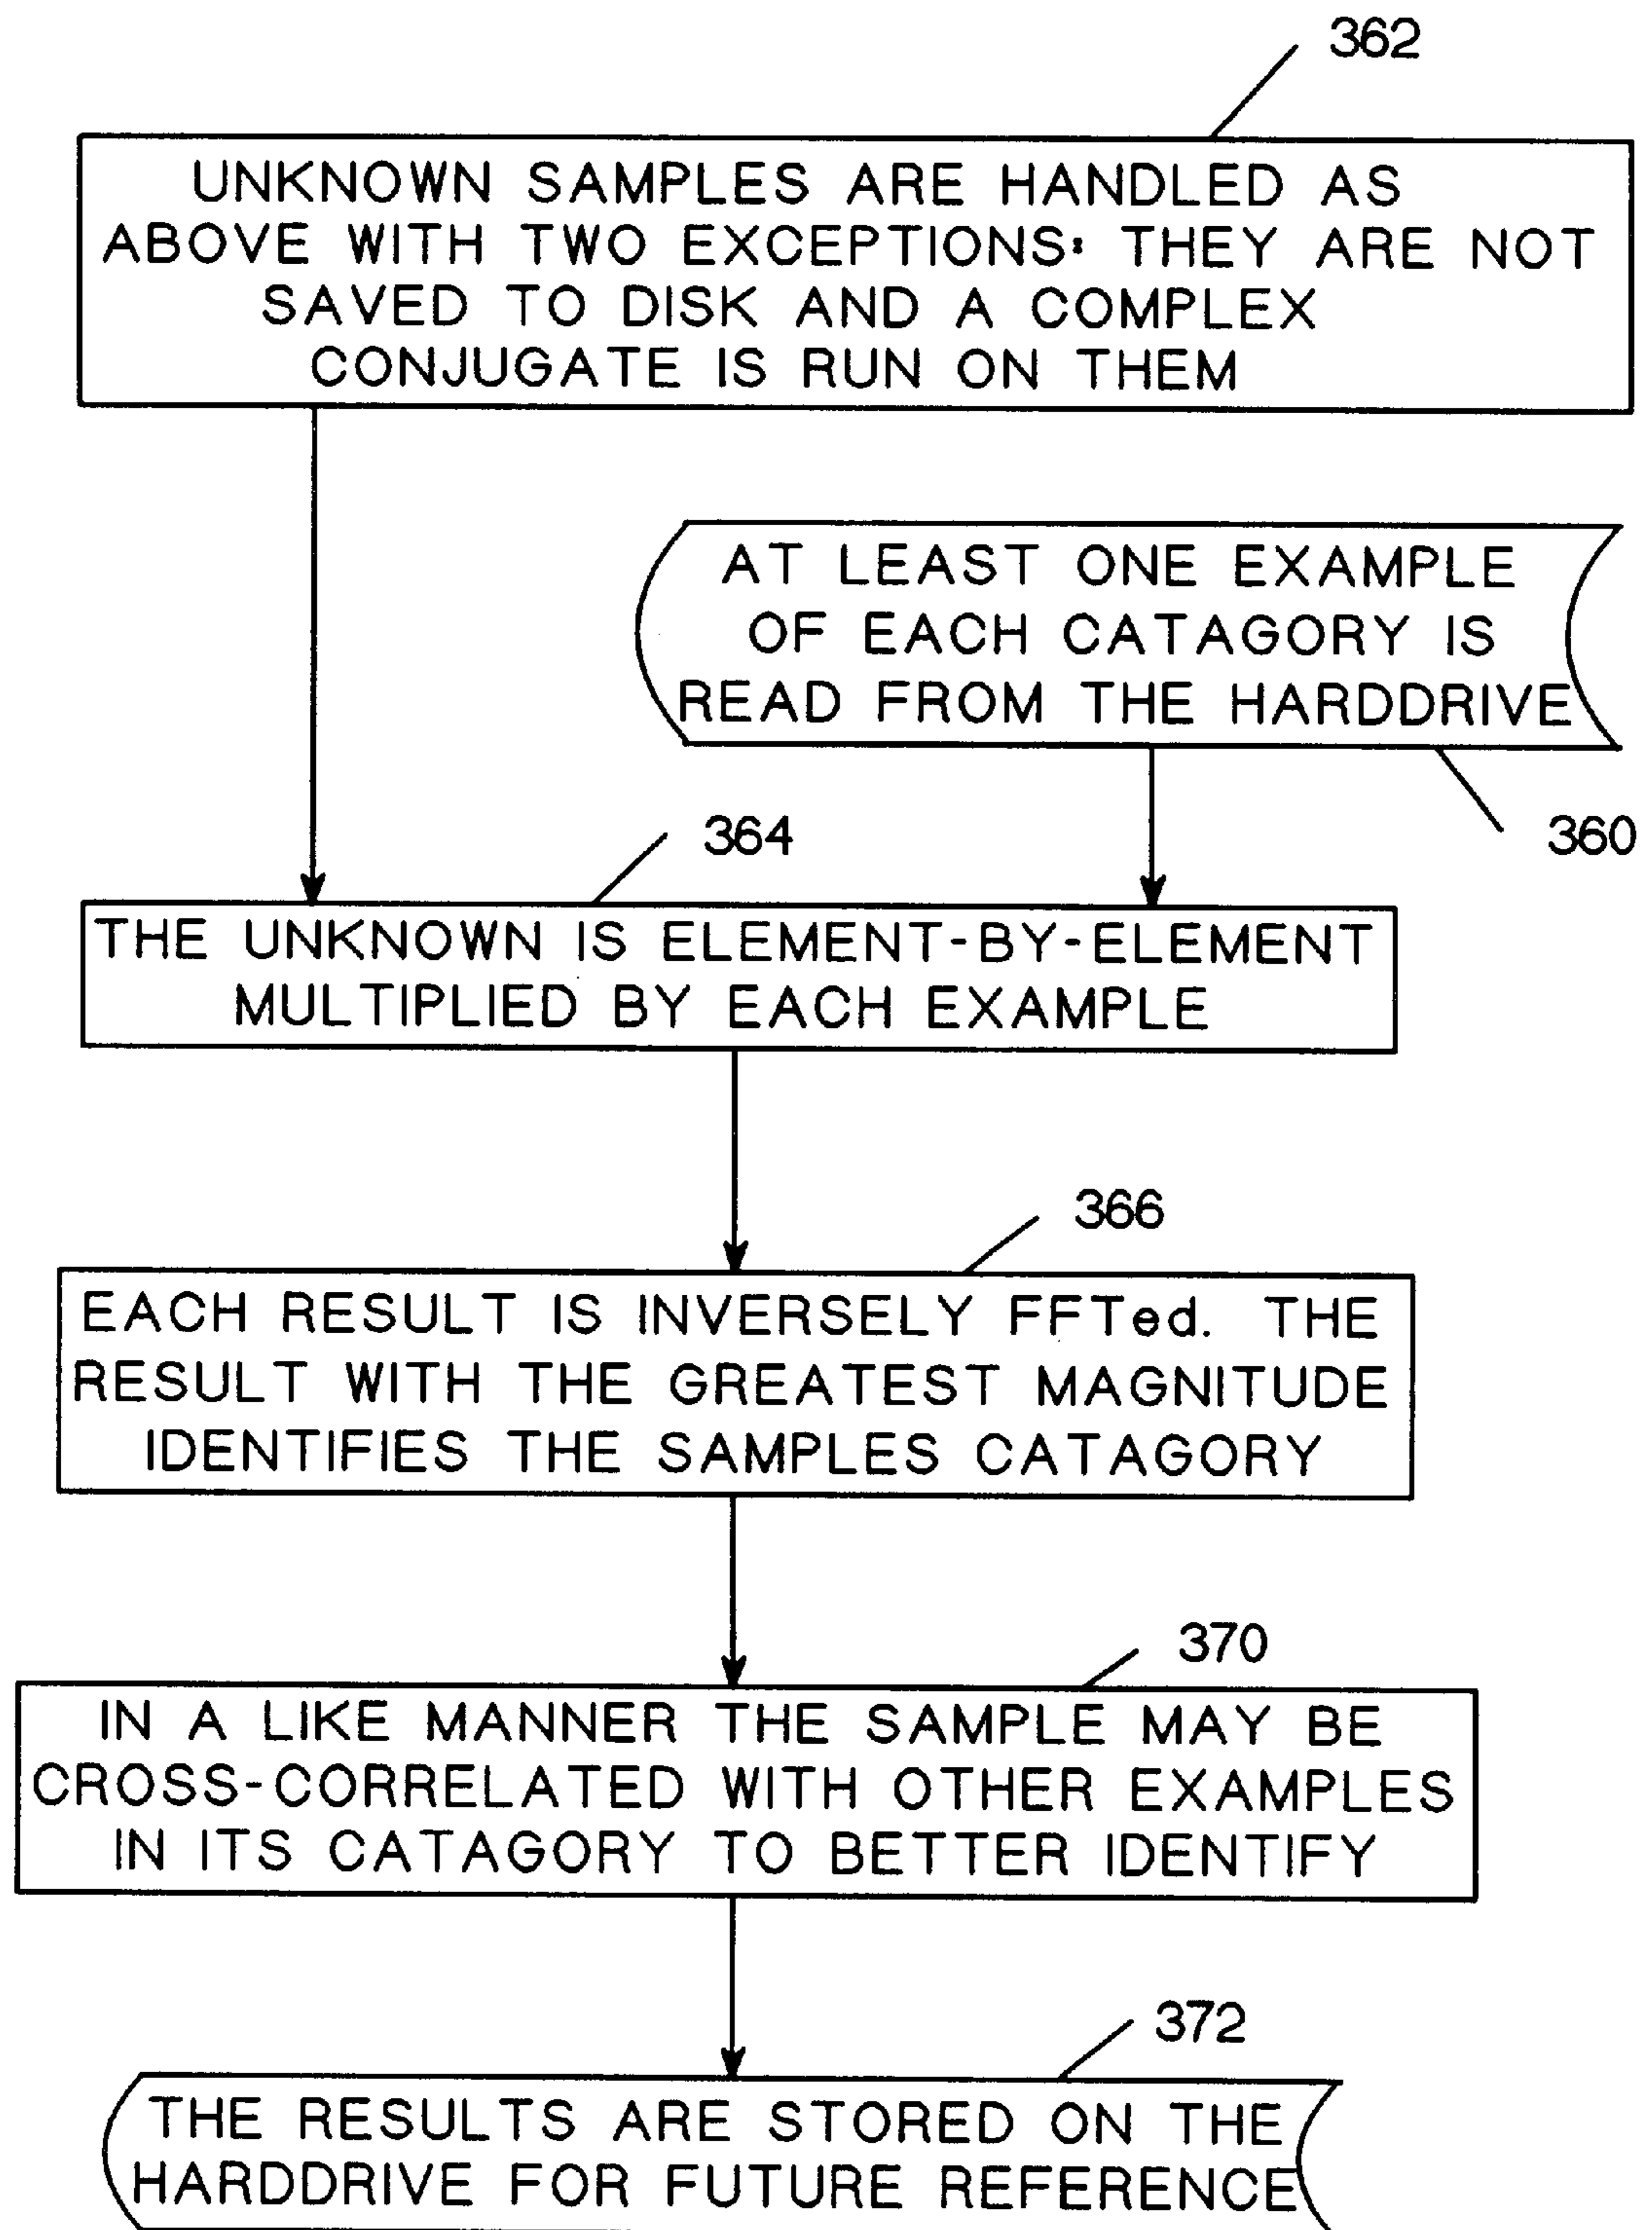 362
UNKNOWN SAMPLES ARE HANDLED AS
ABOVE WITH TWO EXCEPTIONS: THEY ARE NOT
SAVED TO DISK AND A COMPLEX
CONJUGATE IS RUN ON THEM
AT LEAST ONE EXAMPLE
OF EACH CATAGORY IS
READ FROM THE HARDDRIVE
360
364
THE UNKNOWN IS ELEMENT-BY-ELEMENT
MULTIPLIED BY EACH EXAMPLE
366
EACH RESULT IS INVERSELY FFTed. THE
RESULT WITH THE GREATEST MAGNITUDE
IDENTIFIES THE SAMPLES CATAGORY
370
IN A LIKE MANNER THE SAMPLE MAY BE
CROSS-CORRELATED WITH OTHER EXAMPLES
IN ITS CATAGORY TO BETTER IDENTIFY
372
THE RESULTS ARE STORED ON THE
HARDDRIVE FOR FUTURE REFERENCE